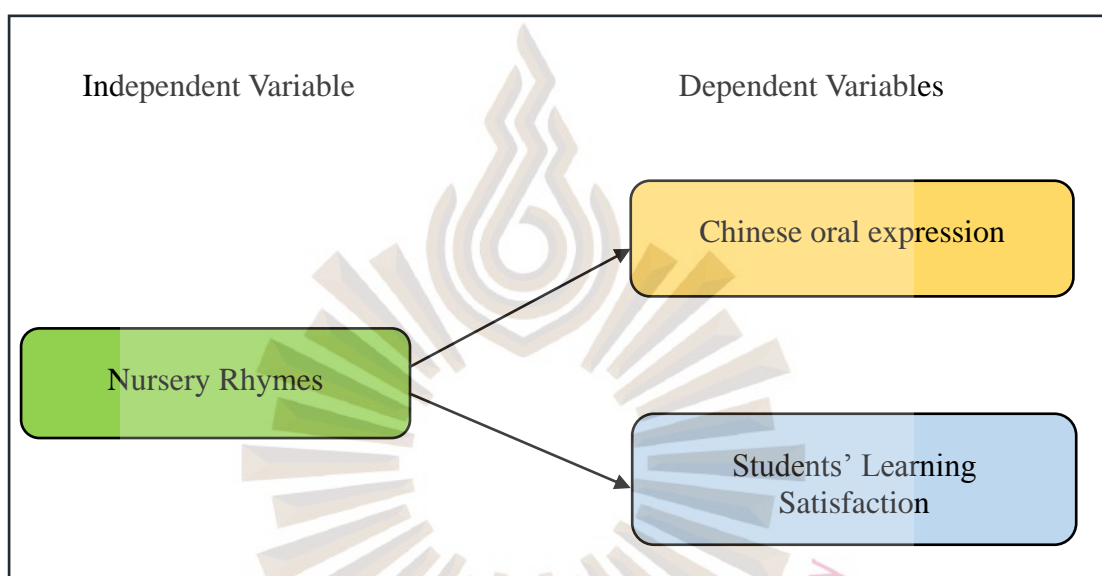 Independent Variable
Dependent Variables
Chinese oral expression
Nursery Rhymes
Students’ Learning
Satisfaction